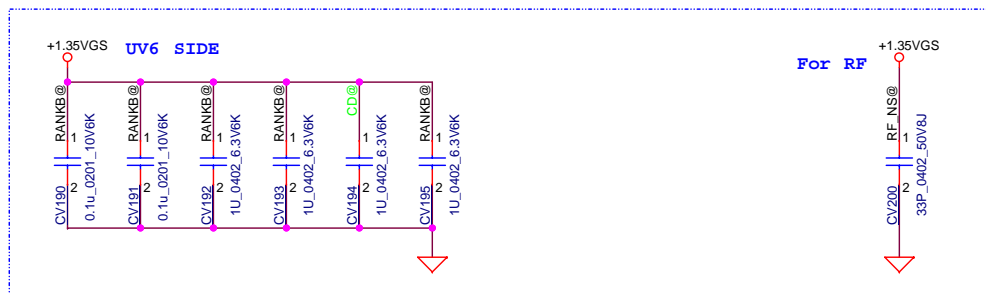 +1.35VGS
UV6 SIDE
RANKB@
1
2
CV190
0.1u_0201_10V6K
RANKB@
1
2
CV191
0.1u_0201_10V6K
RANKB@
1
2
CV192
1U_0402_6.3V6K
RANKB@
1
2
CV193
1U_0402_6.3V6K
CD@
1
2
CV194
1U_0402_6.3V6K
RANKB@
1
2
CV195
1U_0402_6.3V6K
For RF
+1.35VGS
RF_NS@
1
2
CV200
33P_0402_50V8J